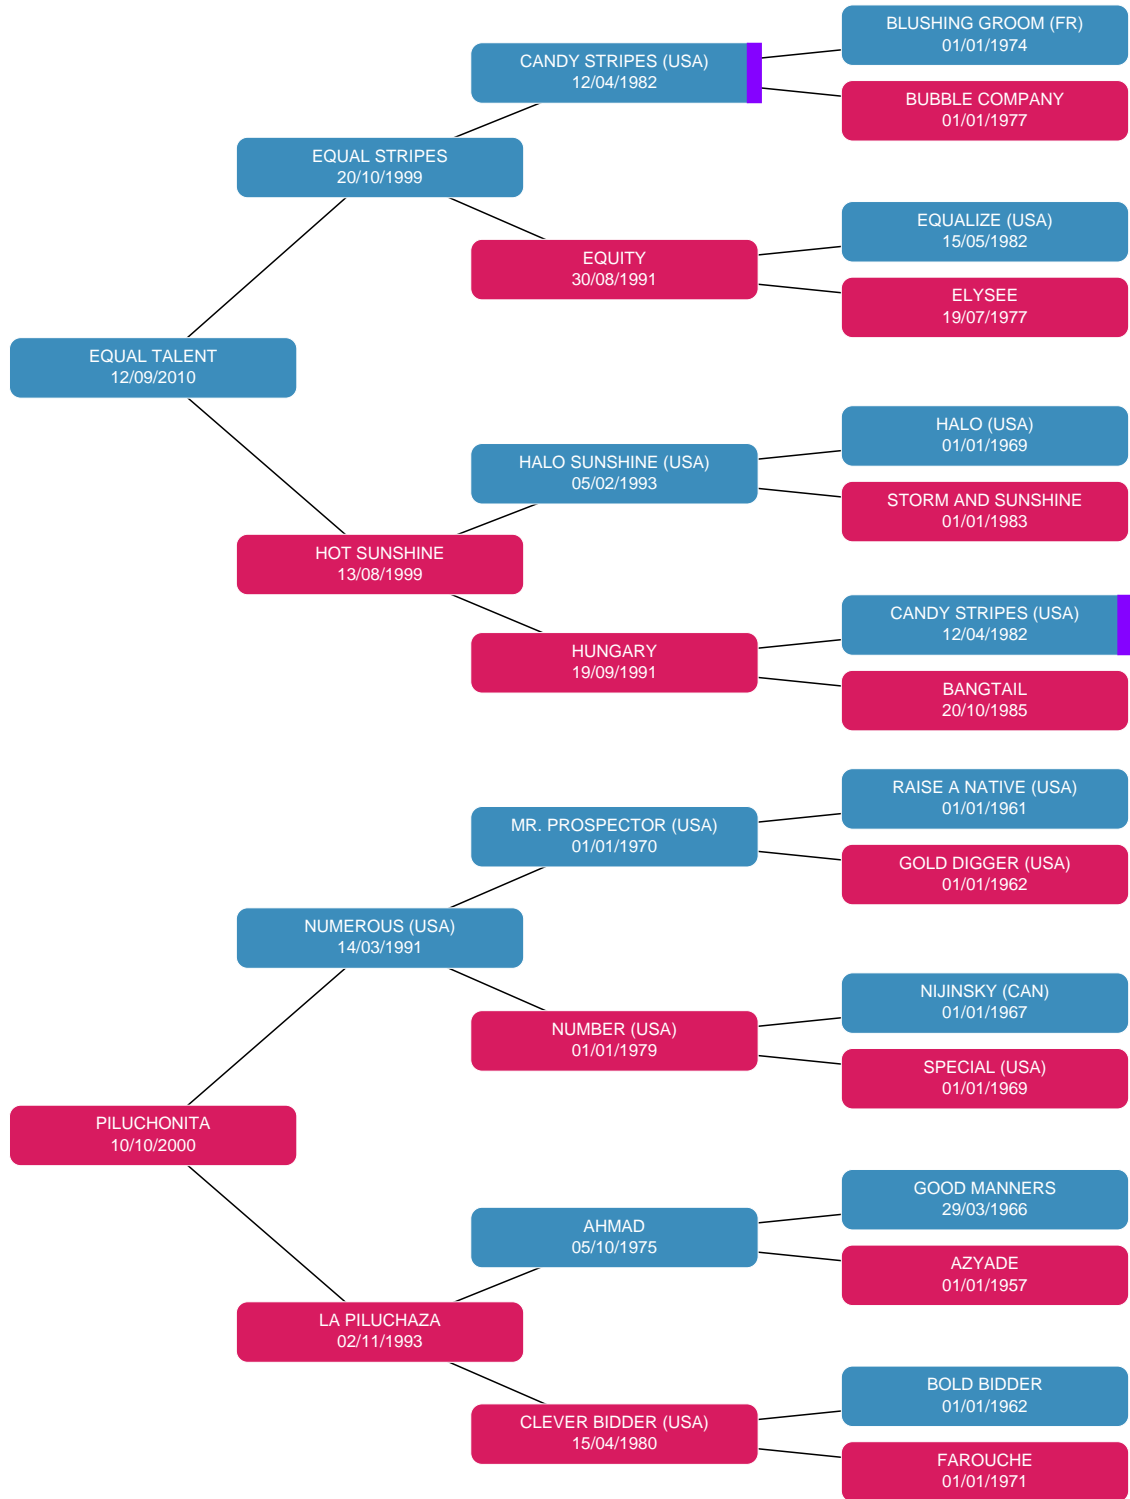 BLUSHING GROOM (FR)
01/01/1974
CANDY STRIPES (USA)
12/04/1982
BUBBLE COMPANY
01/01/1977
EQUAL STRIPES
20/10/1999
EQUALIZE (USA)
15/05/1982
EQUITY
30/08/1991
ELYSEE
19/07/1977
EQUAL TALENT
12/09/2010
HALO (USA)
01/01/1969
HALO SUNSHINE (USA)
05/02/1993
STORM AND SUNSHINE
01/01/1983
HOT SUNSHINE
13/08/1999
CANDY STRIPES (USA)
12/04/1982
HUNGARY
19/09/1991
BANGTAIL
20/10/1985
RAISE A NATIVE (USA)
01/01/1961
MR. PROSPECTOR (USA)
01/01/1970
GOLD DIGGER (USA)
01/01/1962
NUMEROUS (USA)
14/03/1991
NIJINSKY (CAN)
01/01/1967
NUMBER (USA)
01/01/1979
SPECIAL (USA)
01/01/1969
PILUCHONITA
10/10/2000
GOOD MANNERS
29/03/1966
AHMAD
05/10/1975
AZYADE
01/01/1957
LA PILUCHAZA
02/11/1993
BOLD BIDDER
01/01/1962
CLEVER BIDDER (USA)
15/04/1980
FAROUCHE
01/01/1971